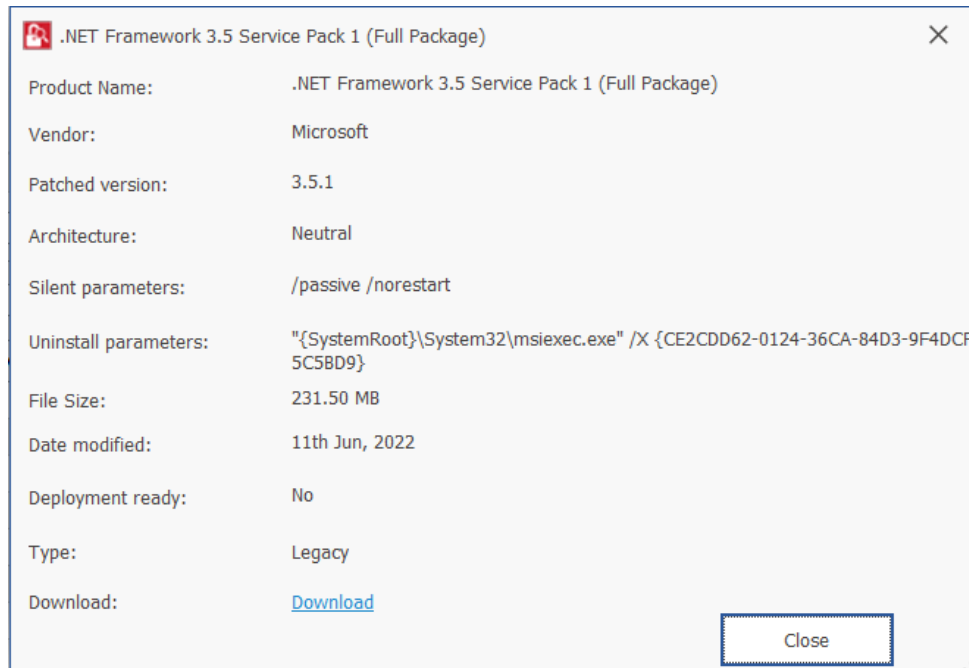 .NET Framework 3.5 Service Pack 1 (Full Package)
Product Name: .NET Framework 3.5 Service Pack 1 (Full Package)
Vendor: Microsoft
Patched version: 3.5.1
Architecture: Neutral
Silent parameters: /passive /norestart
Uninstall parameters: "{SystemRoot}\System32\msiexec.exe" /X {CE2CDD62-0124-36CA-84D3-9F4DCF
5C5BD9}
File Size: 231.50 MB
Date modified: 11th Jun, 2022
Deployment ready: No
Type: Legacy
Download: Download
Close